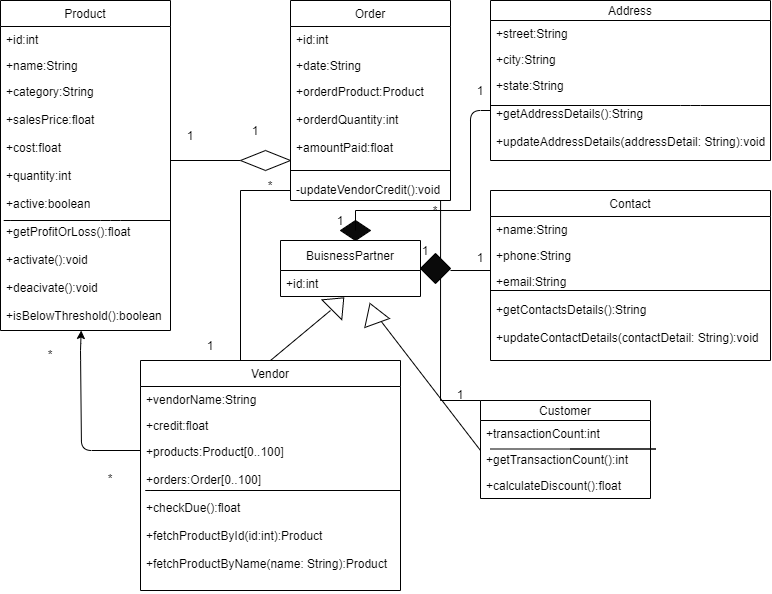 Product
+id:int
+name:String
+category:String
+salesPrice:float
+cost:float
+quantity:int
+active:boolean
+getProfitOrLoss():float
+activate():void
+deacivate():void
+isBelowThreshold():boolean
1
1
Order
+id:int
+date:String
+orderdProduct:Product
+orderdQuantity:int
+amountPaid:float
-updateVendorCredit():void
*
*
Address
+street:String
+city:String
+state:String
+getAddressDetails():String
+updateAddressDetails(addressDetail: String):void
1
1
BuisnessPartner
+id:int
1
1
Contact
+name:String
+phone:String
+email:String
+getContactsDetails():String
+updateContactDetails(contactDetail: String):void
*
*
1
Vendor
+vendorName:String
+credit:float
+products:Product[0..100]
+orders:Order[0..100]
+checkDue():float
+fetchProductById(id:int):Product
+fetchProductByName(name: String):Product
1
Customer
+transactionCount:int
+getTransactionCount():int
+calculateDiscount():float